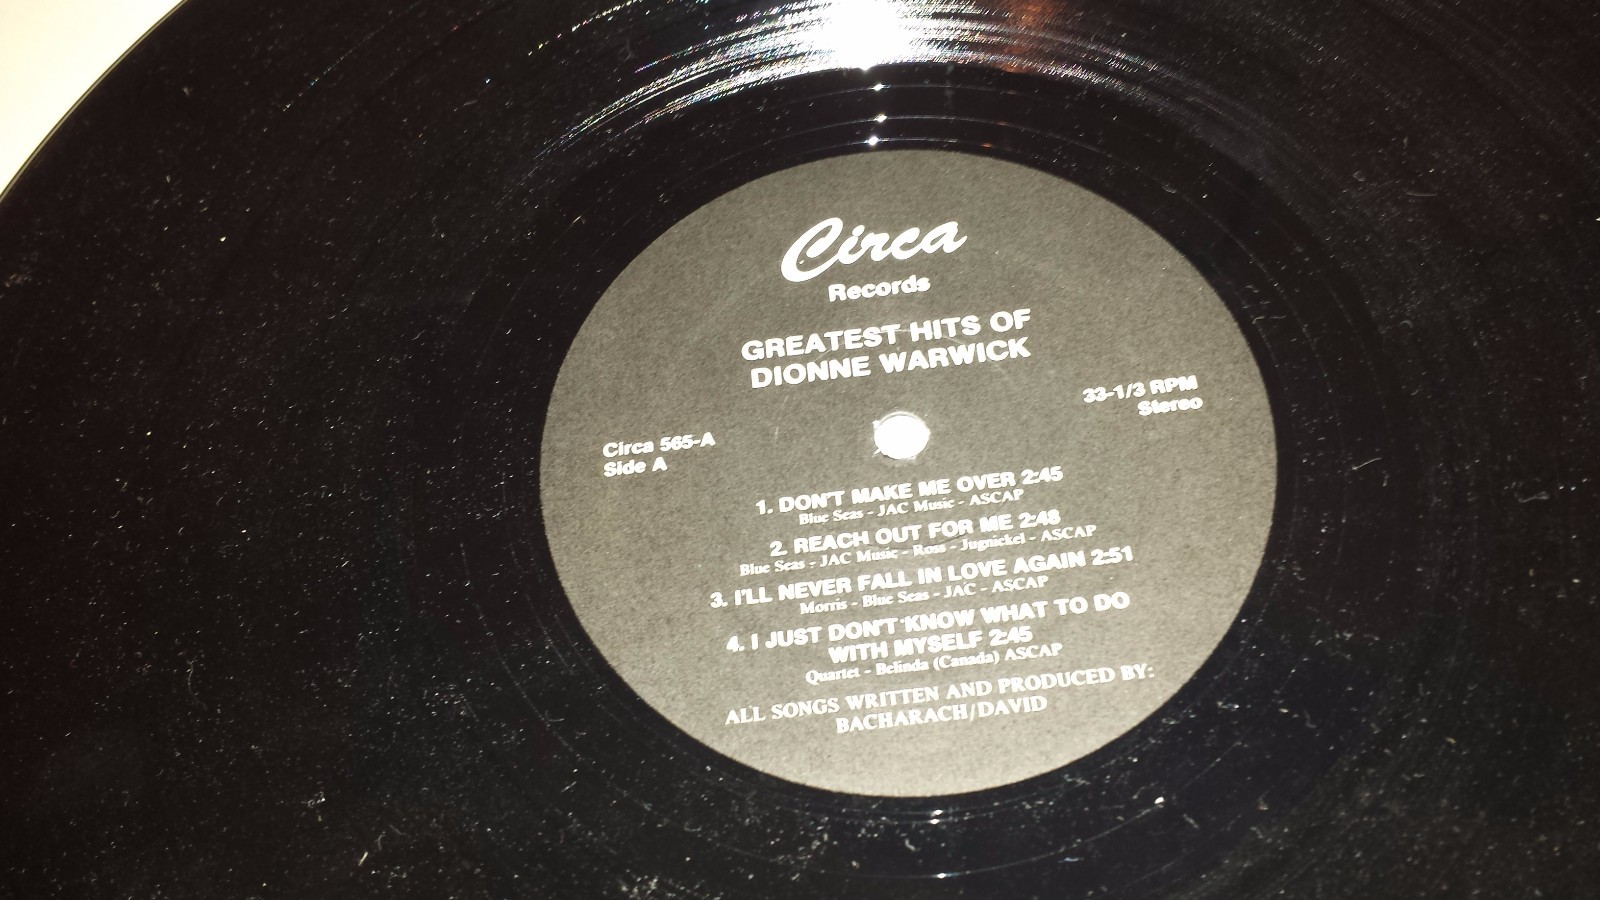 Circa
Records
GREATEST HITS OF
DIONNE WARWICK
33-1/3 RPM
Stereo
Circa 565-A
Side A
1. DON'T MAKE ME OVER 2:45
Blue Seas - JAC Music - ASCAP
2. REACH OUT FOR ME 2:48
Blue Seas - JAC Music - Ross - Jugnickel - ASCAP
3. I'LL NEVER FALL IN LOVE AGAIN 2:51
Morris - Blue Seas - JAC - ASCAP
4. I JUST DON'T KNOW WHAT TO DO
WITH MYSELF 2:45
Quartet - Belinda (Canada) ASCAP
ALL SONGS WRITTEN AND PRODUCED BY:
BACHARACH/DAVID